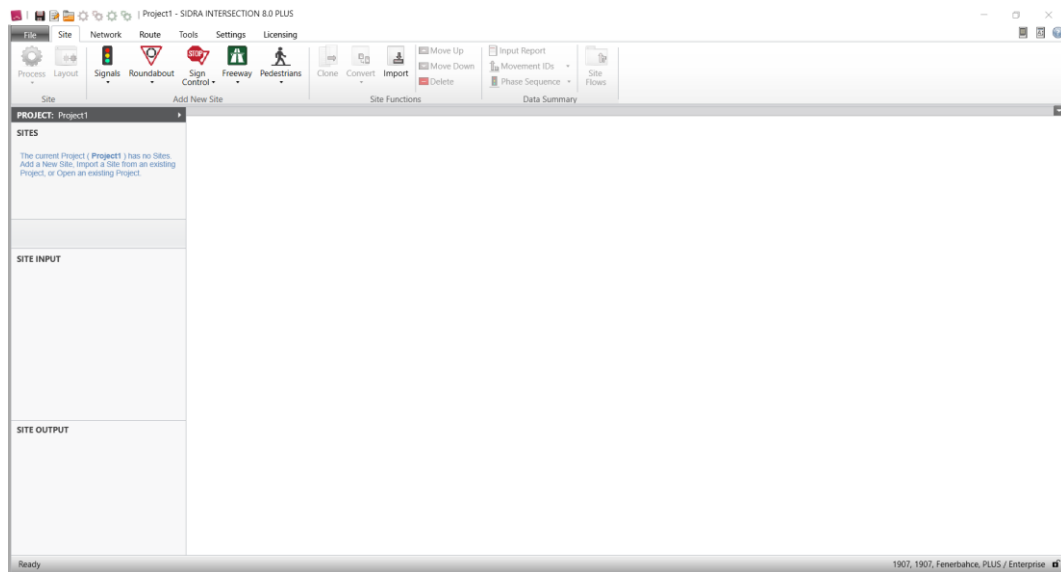 Project1 - SIDRA INTERSECTION 8.0 PLUS
File Site Network Route Tools Settings Licensing
Process Layout Signals Roundabout Sign Control Freeway Pedestrians Clone Convert Import Move Up Move Down Delete Input Report Movement IDs Phase Sequence Site Flows
STOP
Site Add New Site Site Functions Data Summary
PROJECT: Project1
SITES
The current Project ( Project1 ) has no Sites.
Add a New Site, Import a Site from an existing
Project, or Open an existing Project.
SITE INPUT
SITE OUTPUT
Ready 1907, 1907, Fenerbahce, PLUS / Enterprise